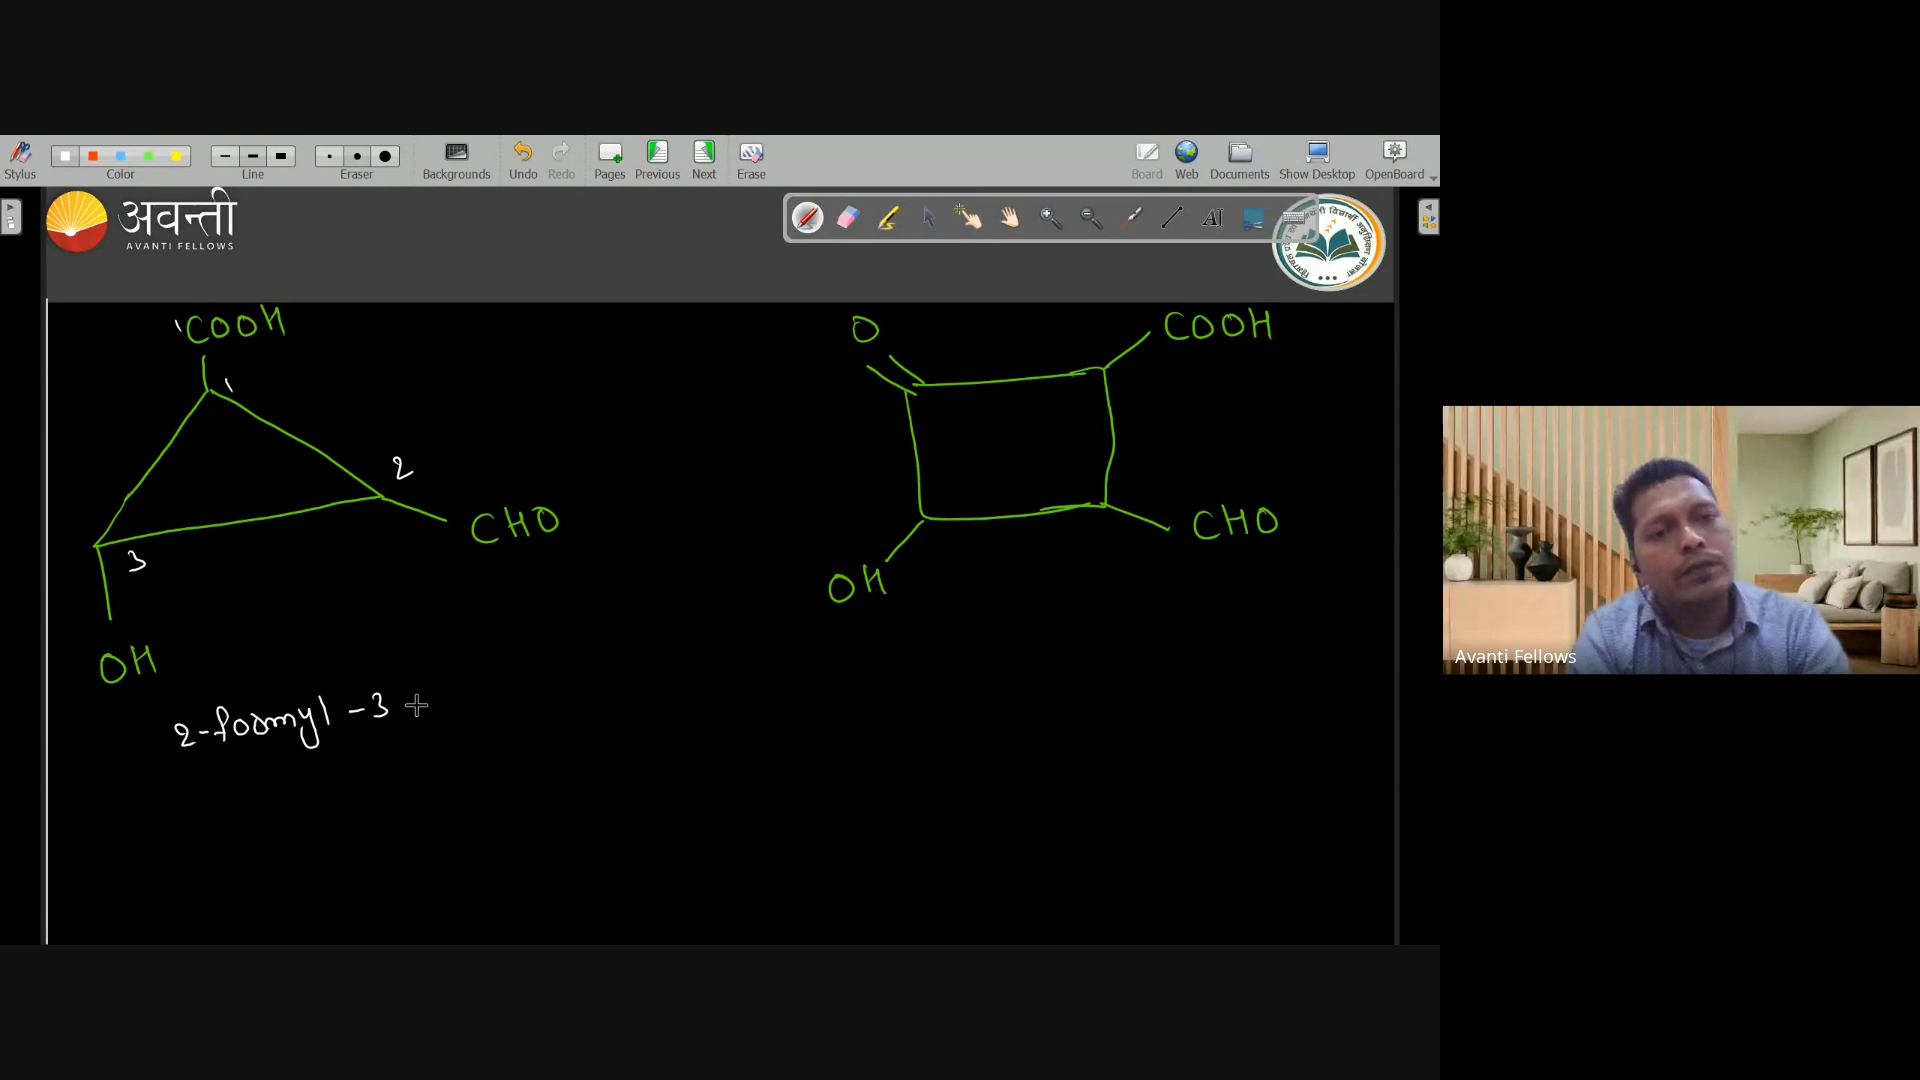 Stylus Color Line Eraser Backgrounds Undo Redo Pages Previous Next Erase Board Web Documents Show Desktop OpenBoard
अवन्ती
AVANTI FELLOWS
COOH
1
2
CHO
3
OH
2-formyl -3
O
COOH
CHO
OH
Avanti Fellows